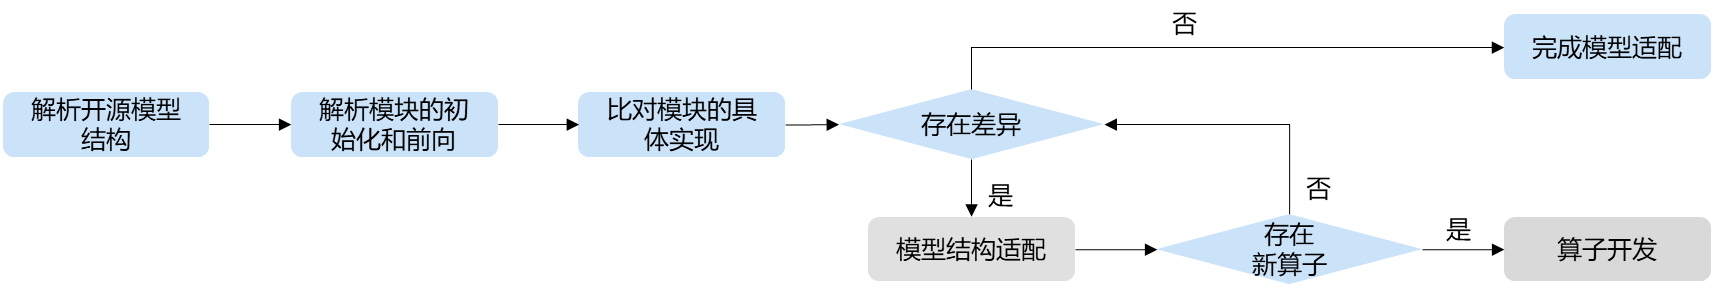 否
完成模型适配
解析开源模型
结构
解析模块的初
始化和前向
比对模块的具
体实现
存在差异
是
否
模型结构适配
存在
新算子
是
算子开发